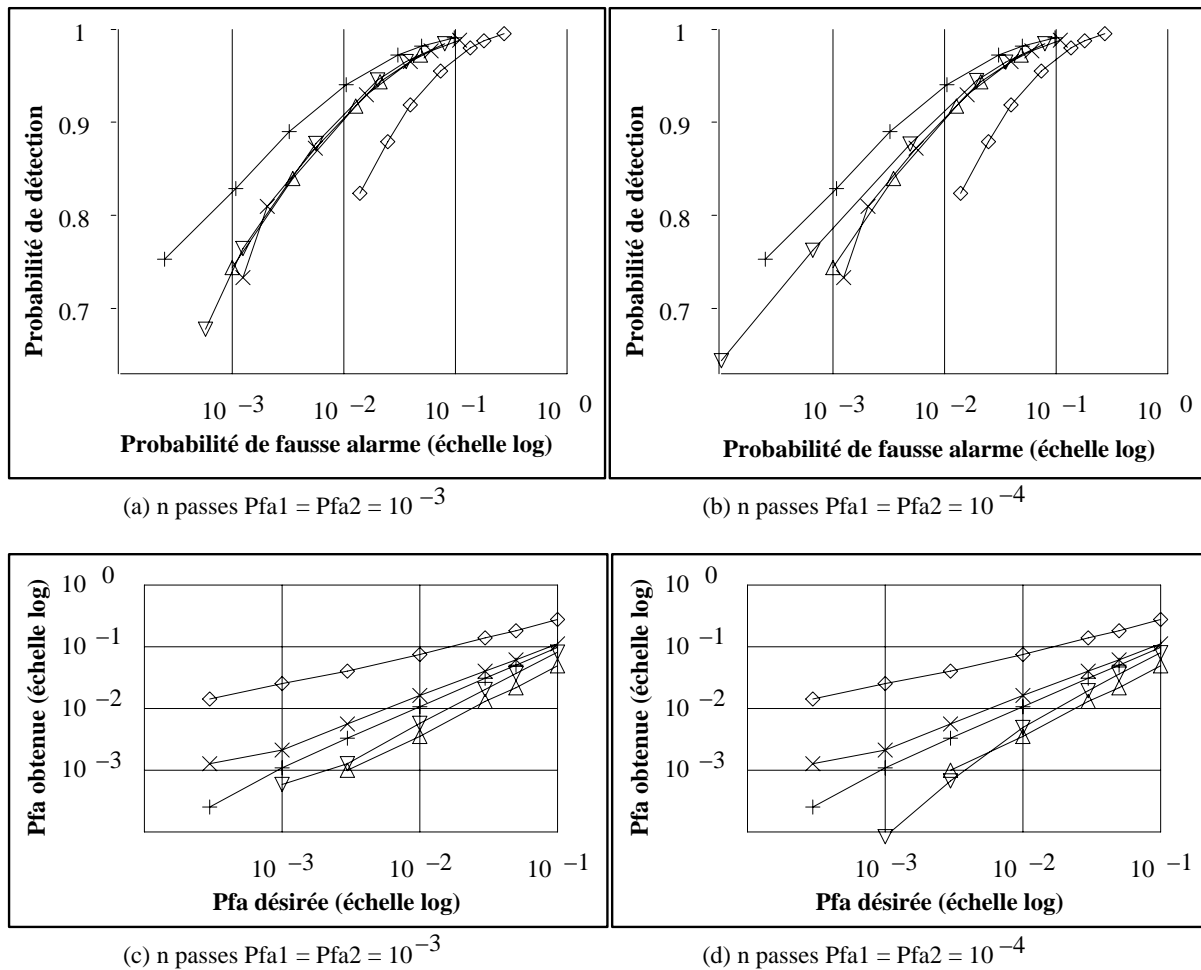 1
0.9
0.8
0.7
Probabilité de détection
10 −3 10 −2 10 −1 10 0
Probabilité de fausse alarme (échelle log)
(a) n passes Pfa1 = Pfa2 = 10 −3
1
0.9
0.8
0.7
Probabilité de détection
10 −3 10 −2 10 −1 10 0
Probabilité de fausse alarme (échelle log)
(b) n passes Pfa1 = Pfa2 = 10 −4
10 0
10 −1
10 −2
10 −3
Pfa obtenue (échelle log)
10 −3 10 −2 10 −1
Pfa désirée (échelle log)
(c) n passes Pfa1 = Pfa2 = 10 −3
10 0
10 −1
10 −2
10 −3
Pfa obtenue (échelle log)
10 −3 10 −2 10 −1
Pfa désirée (échelle log)
(d) n passes Pfa1 = Pfa2 = 10 −4